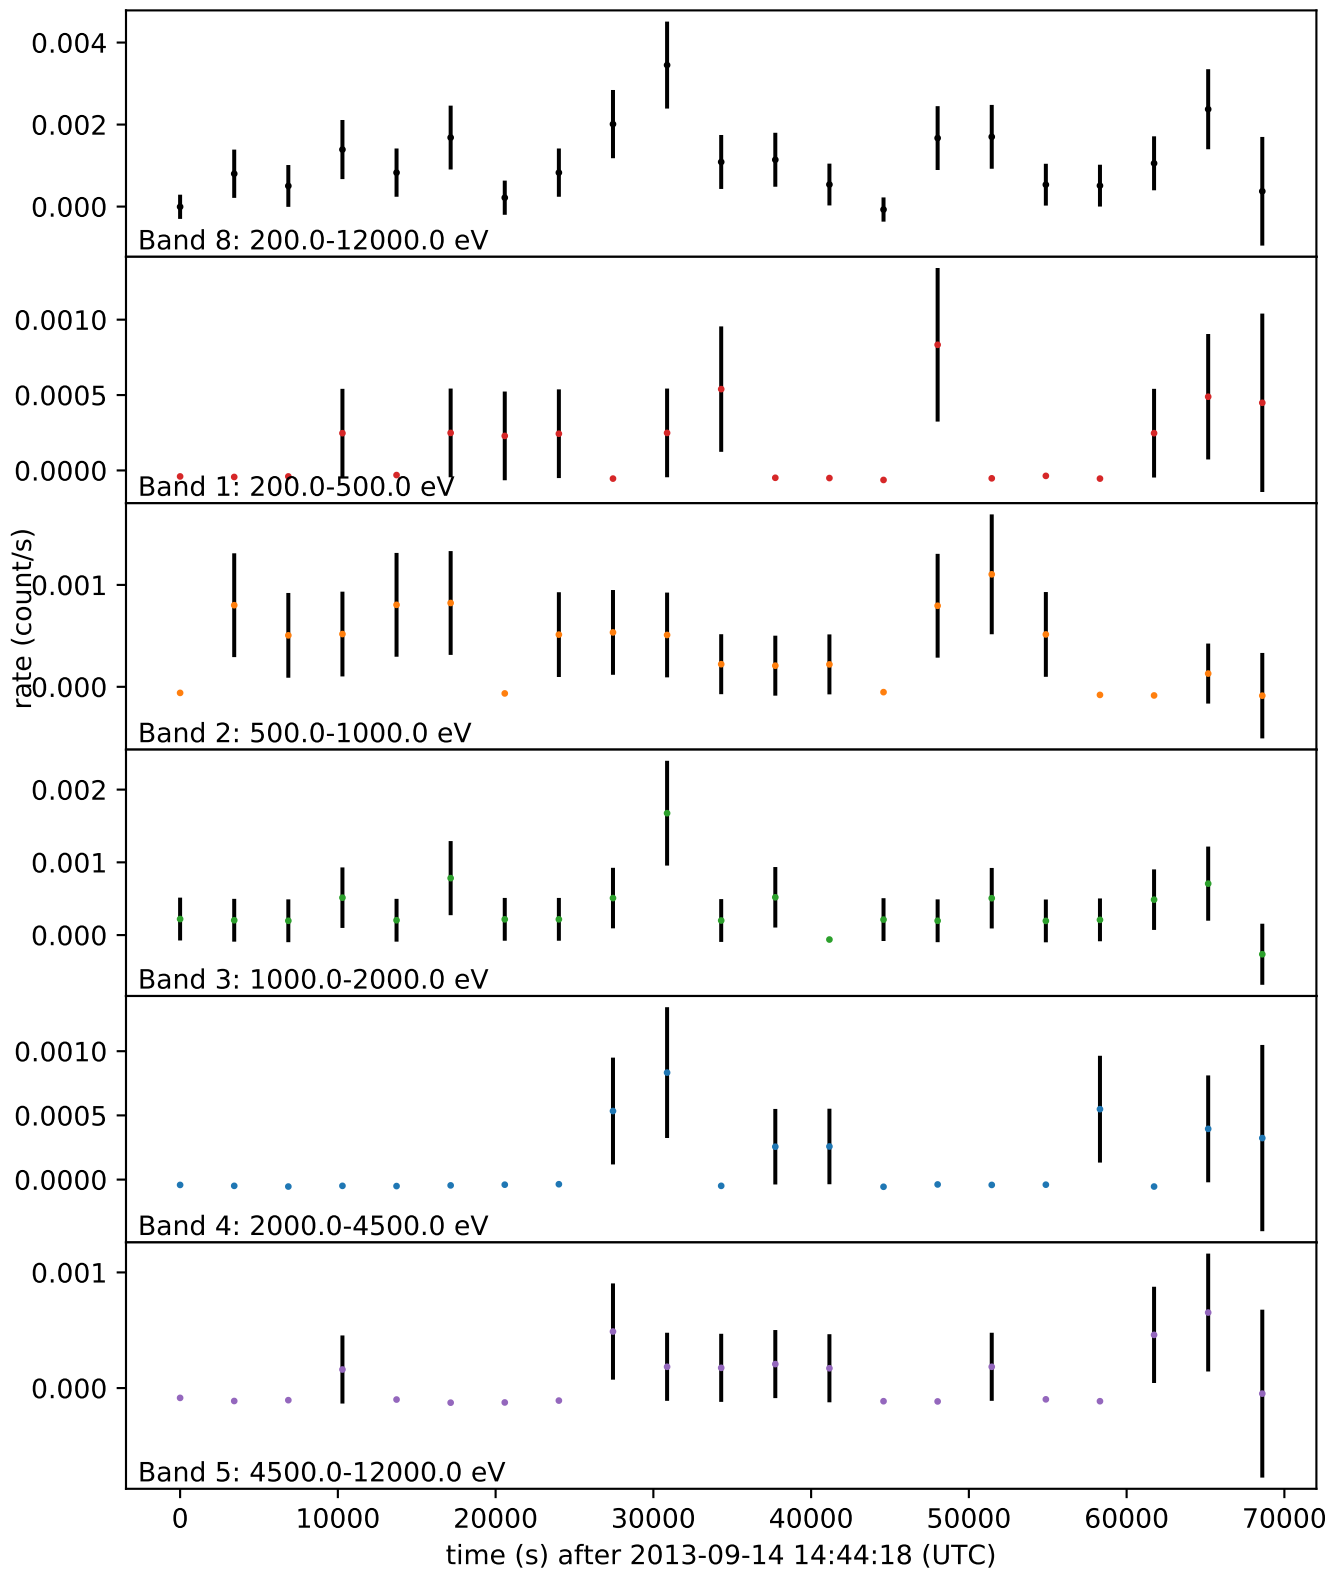 0.004
0.002
0.000
Band 8: 200.0-12000.0 eV
0.0010
0.0005
0.0000
Band 1: 200.0-500.0 eV
rate (count/s)
0.001
0.000
Band 2: 500.0-1000.0 eV
0.002
0.001
0.000
Band 3: 1000.0-2000.0 eV
0.0010
0.0005
0.0000
Band 4: 2000.0-4500.0 eV
0.001
0.000
Band 5: 4500.0-12000.0 eV
0 10000 20000 30000 40000 50000 60000 70000
time (s) after 2013-09-14 14:44:18 (UTC)